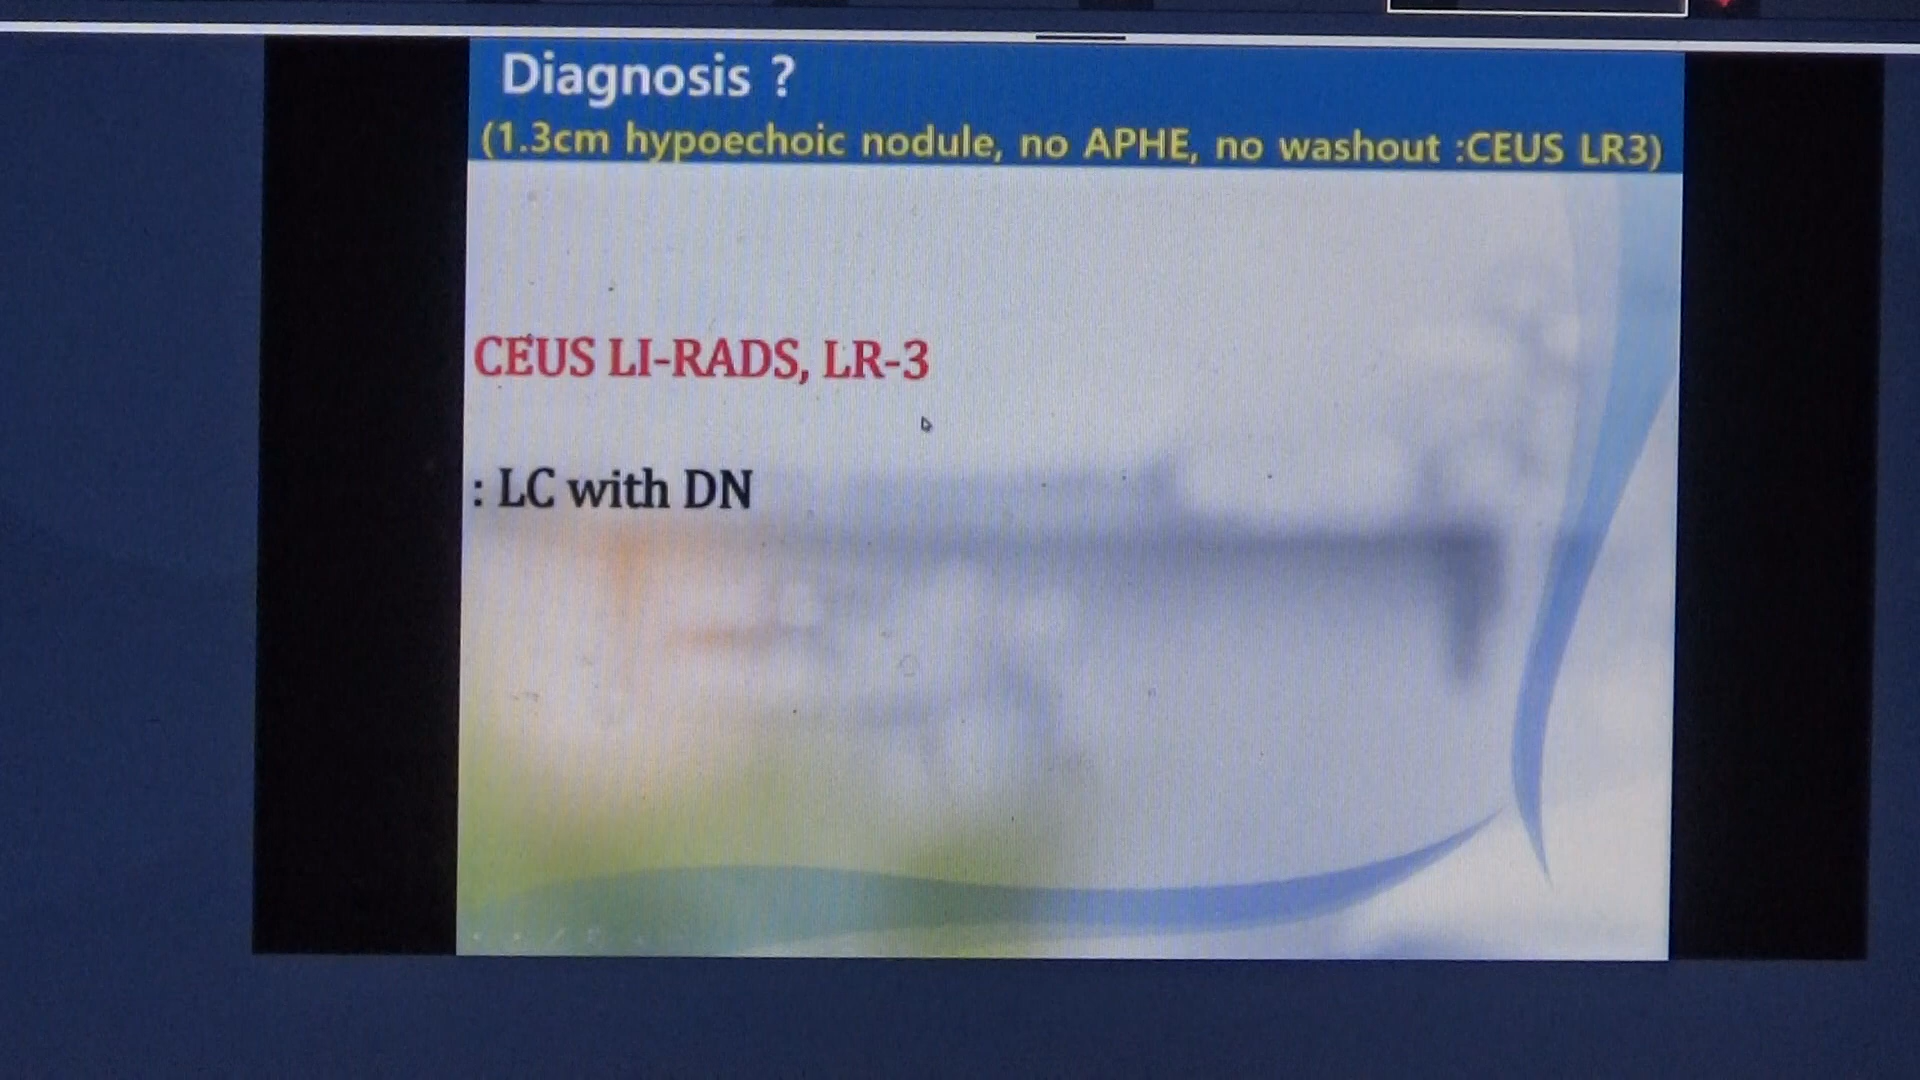 Diagnosis ?
(1.3cm hypoechoic nodule, no APHE, no washout :CEUS LR3)
CEUS LI-RADS, LR-3
: LC with DN